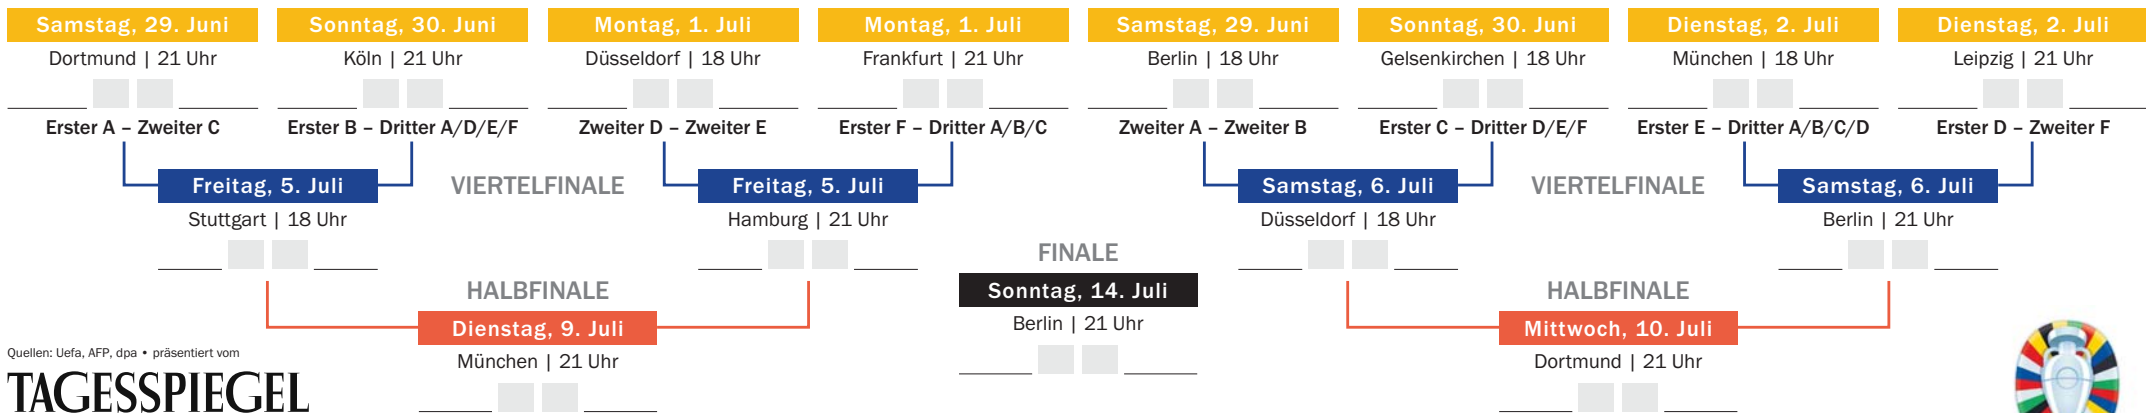 Samstag, 29. Juni
Dortmund | 21 Uhr
Erster A – Zweiter C
Sonntag, 30. Juni
Köln | 21 Uhr
Erster B – Dritter A/D/E/F
Montag, 1. Juli
Düsseldorf | 18 Uhr
Zweiter D – Zweiter E
Montag, 1. Juli
Frankfurt | 21 Uhr
Erster F – Dritter A/B/C
Samstag, 29. Juni
Berlin | 18 Uhr
Zweiter A – Zweiter B
Sonntag, 30. Juni
Gelsenkirchen | 18 Uhr
Erster C – Dritter D/E/F
Dienstag, 2. Juli
München | 18 Uhr
Erster E – Dritter A/B/C/D
Dienstag, 2. Juli
Leipzig | 21 Uhr
Erster D – Zweiter F
Freitag, 5. Juli
Stuttgart | 18 Uhr
VIERTELFINALE
Freitag, 5. Juli
Hamburg | 21 Uhr
Samstag, 6. Juli
Düsseldorf | 18 Uhr
VIERTELFINALE
Samstag, 6. Juli
Berlin | 21 Uhr
HALBFINALE
Dienstag, 9. Juli
München | 21 Uhr
FINALE
Sonntag, 14. Juli
Berlin | 21 Uhr
HALBFINALE
Mittwoch, 10. Juli
Dortmund | 21 Uhr
Quellen: Uefa, AFP, dpa • präsentiert vom
TAGESSPIEGEL